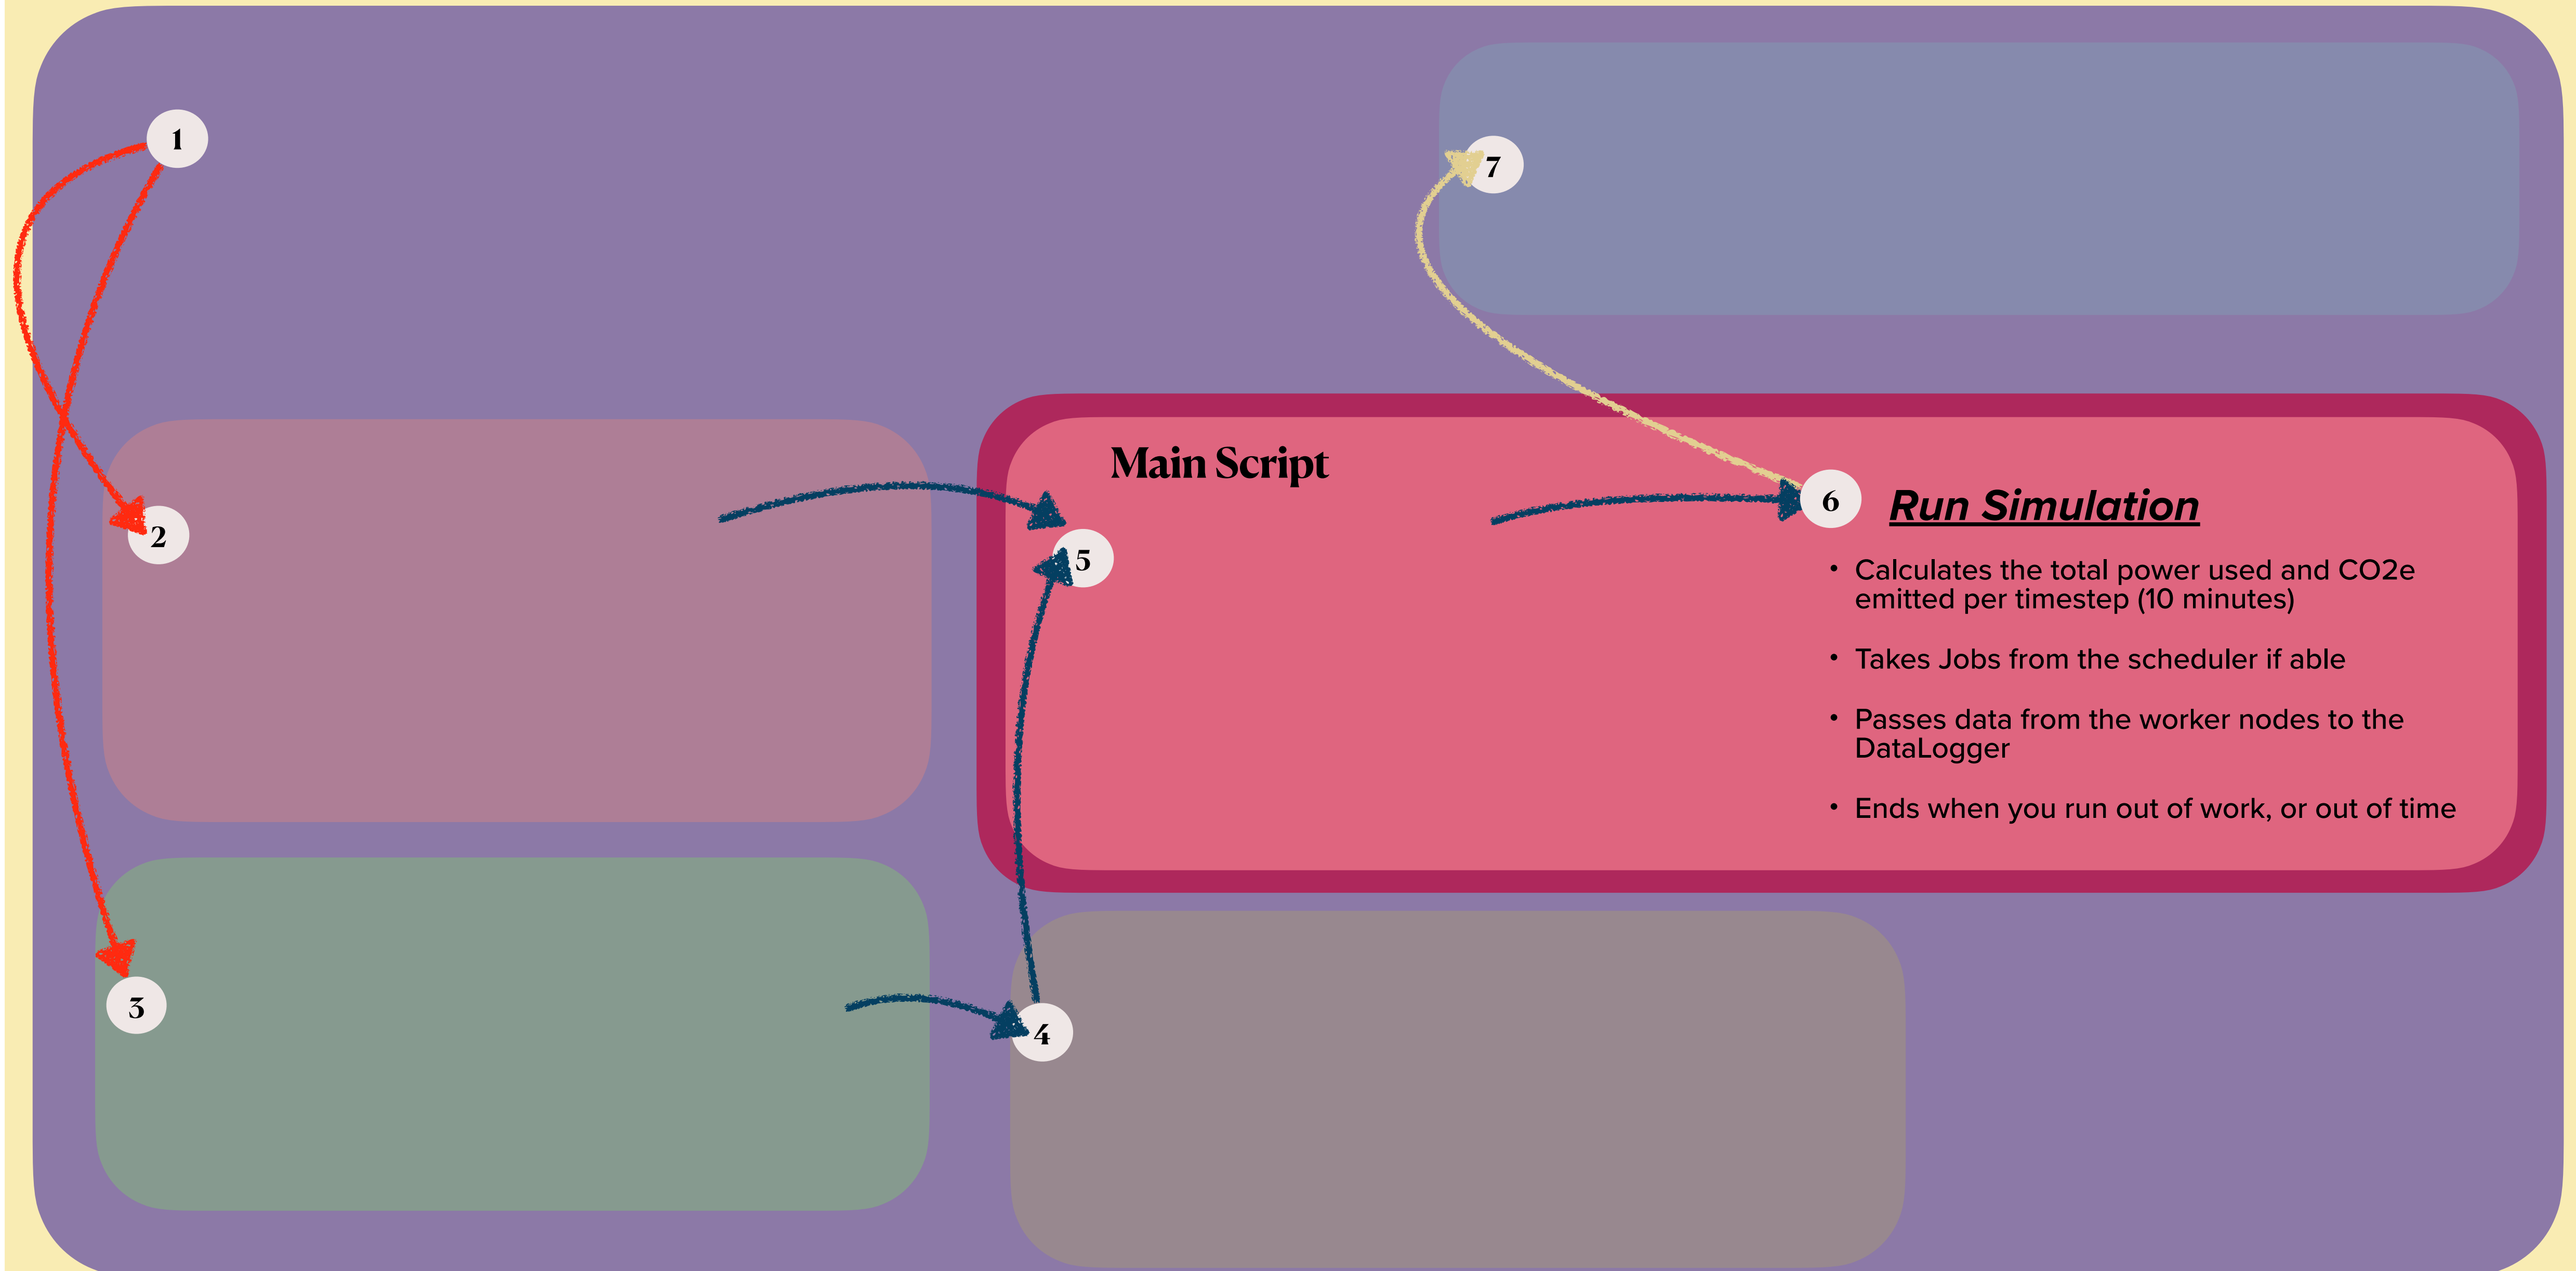 1
7
Main Script
6
Run Simulation
2
5
Calculates the total power used and CO2e
emitted per timestep (10 minutes)
Takes Jobs from the scheduler if able
Passes data from the worker nodes to the
DataLogger
Ends when you run out of work, or out of time
3
4